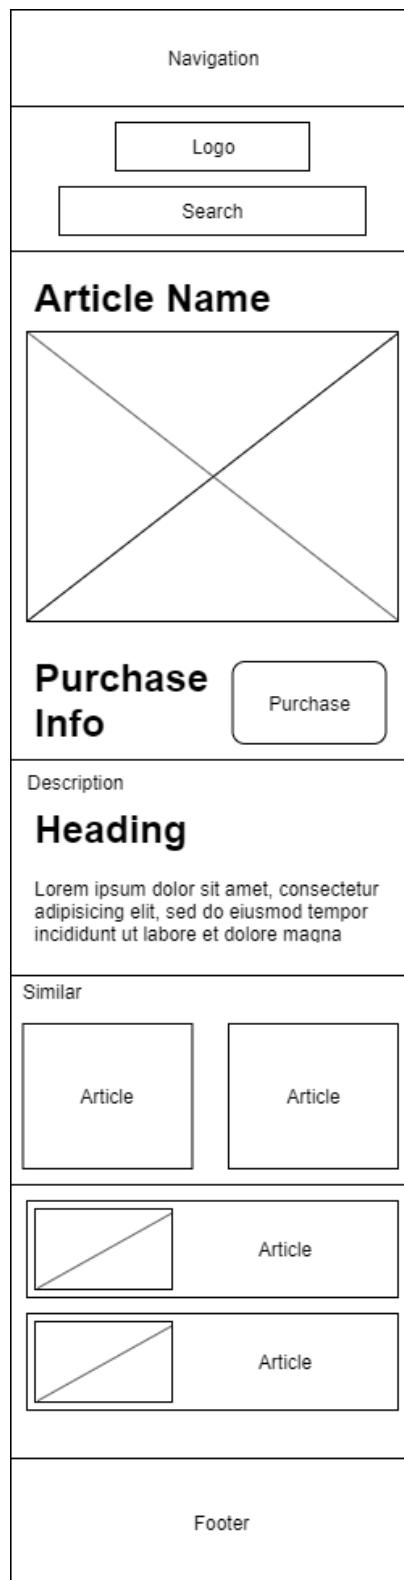 Navigation
Logo
Search
Article Name
Purchase
Info
Purchase
Description
Heading
Lorem ipsum dolor sit amet, consectetur
adipisicing elit, sed do eiusmod tempor
incididunt ut labore et dolore magna
Similar
Article
Article
Article
Article
Footer